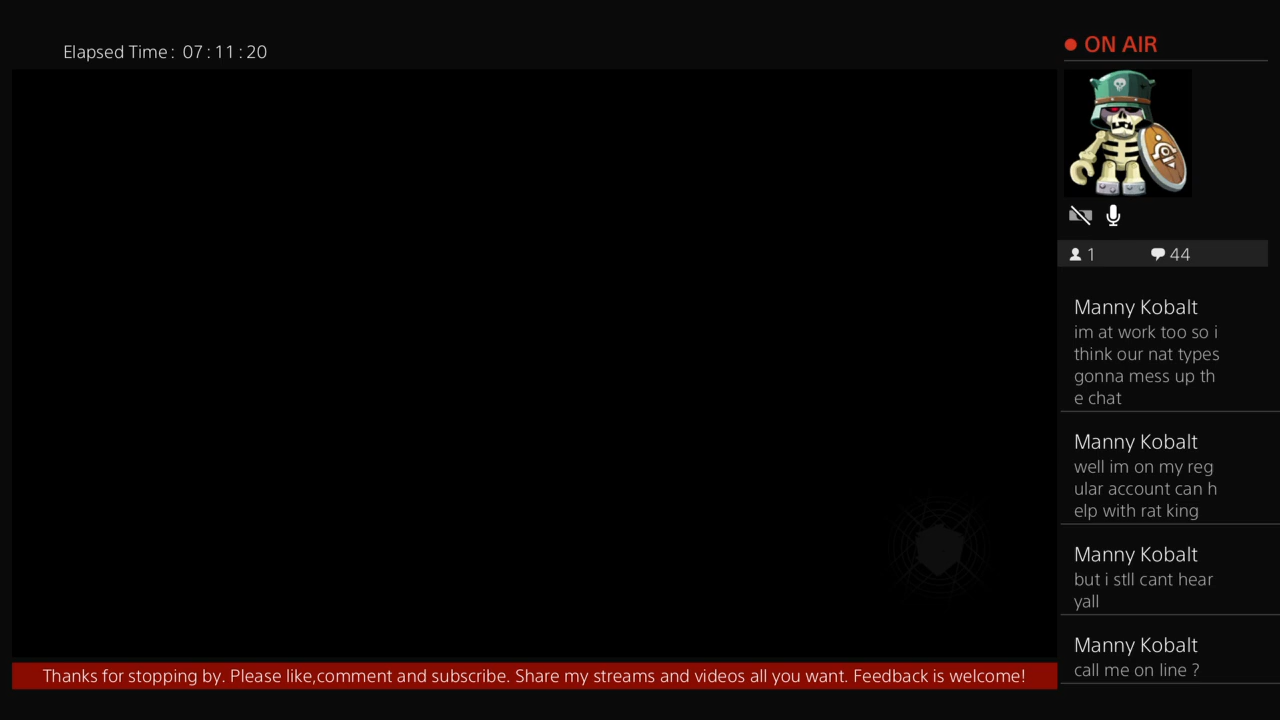 Elapsed Time: 07:11:20
ON AIR
1
44
Manny Kobalt
im at work too so i
think our nat types
gonna mess up th
e chat
Manny Kobalt
well im on my reg
ular account can h
elp with rat king
Manny Kobalt
but i stll cant hear
yall
Manny Kobalt
call me on line ?
Thanks for stopping by. Please like,comment and subscribe. Share my streams and videos all you want. Feedback is welcome!